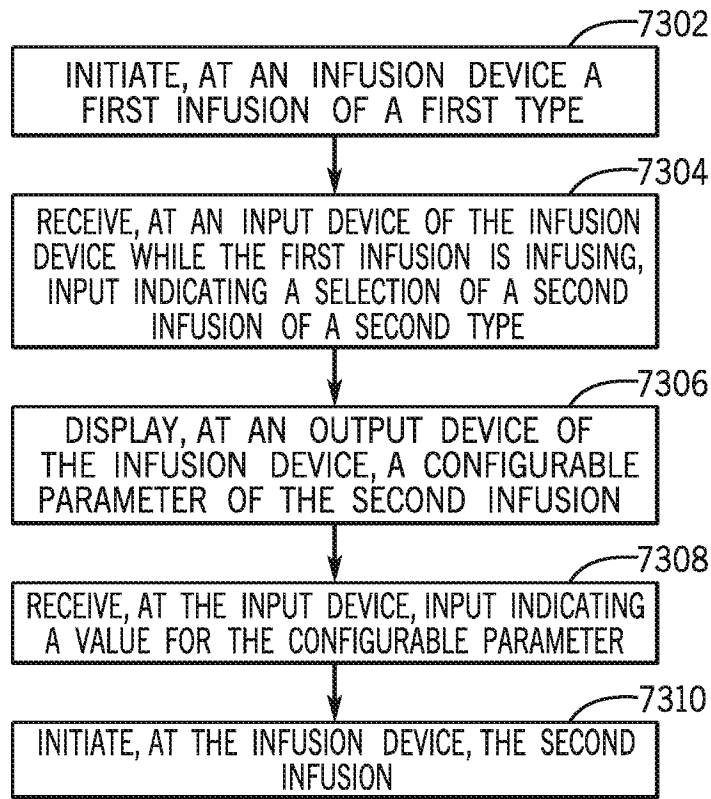 7302
INITIATE, AT AN INFUSION DEVICE A
FIRST INFUSION OF A FIRST TYPE
7304
RECEIVE, AT AN INPUT DEVICE OF THE INFUSION
DEVICE WHILE THE FIRST INFUSION IS INFUSING,
INPUT INDICATING A SELECTION OF A SECOND
INFUSION OF A SECOND TYPE
7306
DISPLAY, AT AN OUTPUT DEVICE OF
THE INFUSION DEVICE, A CONFIGURABLE
PARAMETER OF THE SECOND INFUSION
7308
RECEIVE, AT THE INPUT DEVICE, INPUT INDICATING
A VALUE FOR THE CONFIGURABLE PARAMETER
7310
INITIATE, AT THE INFUSION DEVICE, THE SECOND
INFUSION